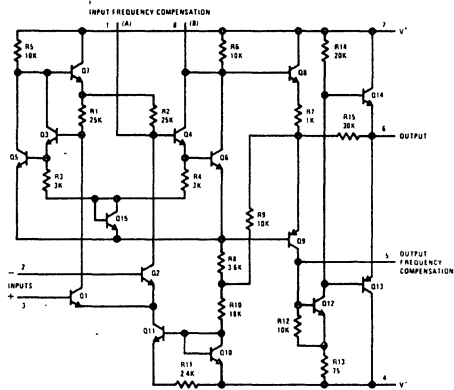 INPUT FREQUENCY COMPENSATION
1 (A) 8 (B)
R5 10K
R6 10K
R14 20K
7 V+
Q7
Q8
Q14
R1 25K
R2 25K
R7 1K
R15 30K
6 OUTPUT
Q3
Q4
Q5
Q6
R3 3K
R4 3K
R9 10K
Q15
Q9
5 OUTPUT FREQUENCY COMPENSATION
R8 3.6K
− 2
Q2
INPUTS
+ 3
Q1
R10 18K
Q12
Q13
R12 10K
Q11
Q10
R11 2.4K
R13 75
4 V−